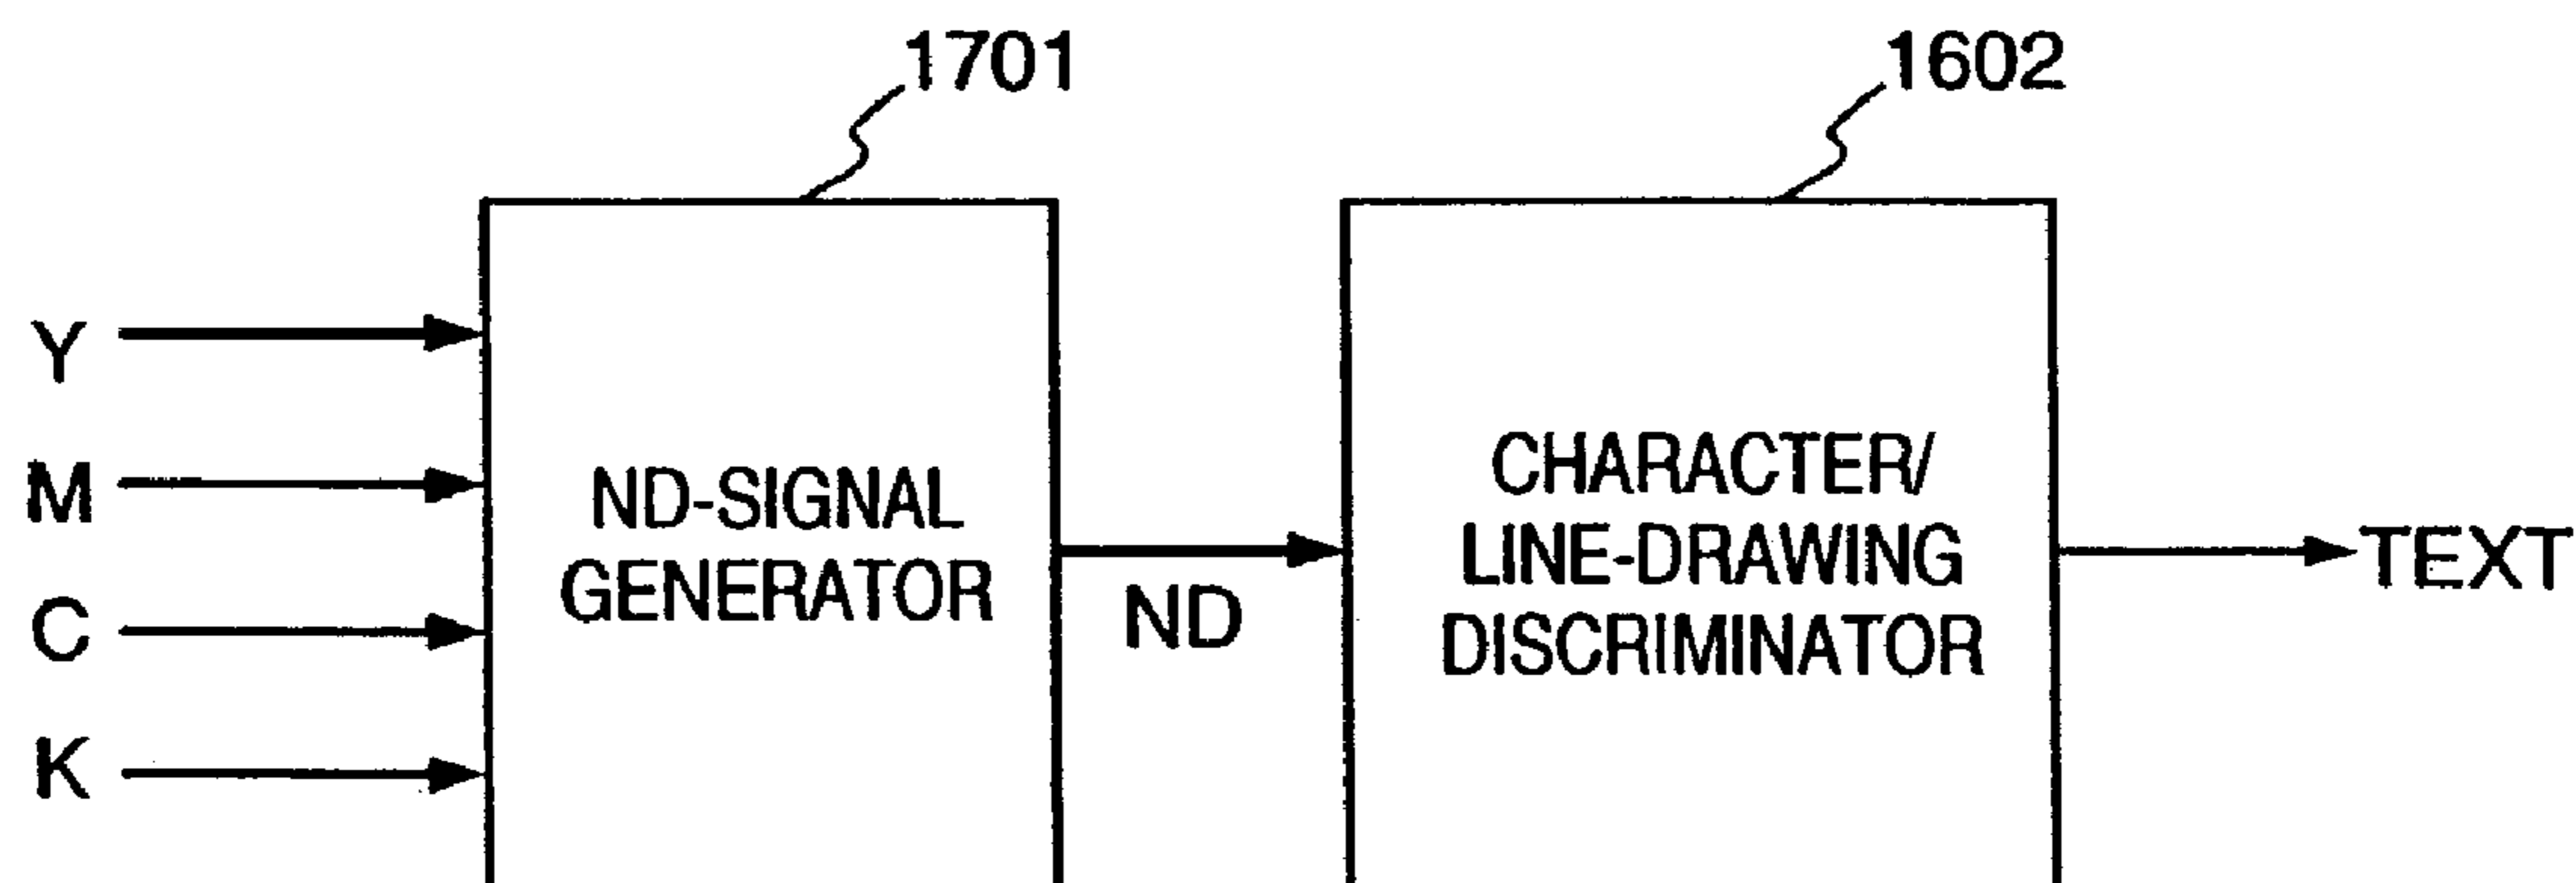 1701
1602
Y
M
C
K
ND-SIGNAL
GENERATOR
ND
CHARACTER/
LINE-DRAWING
DISCRIMINATOR
TEXT